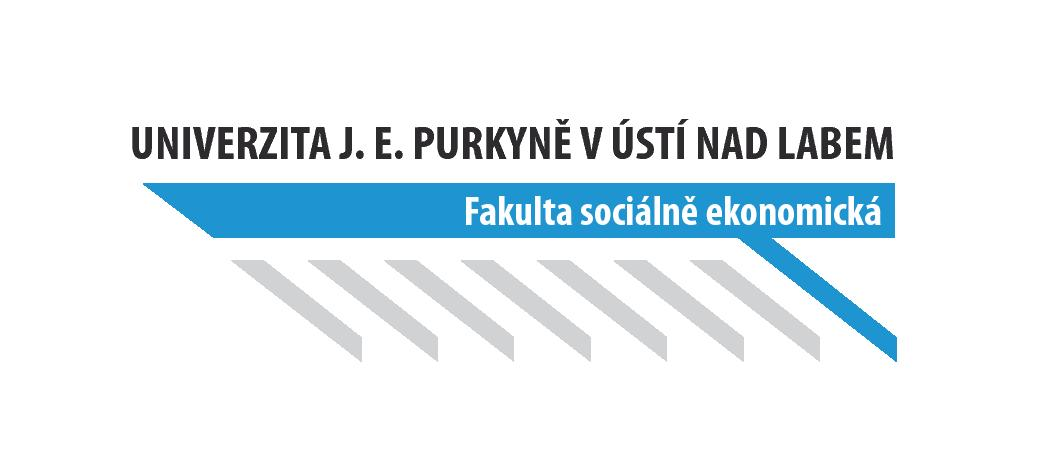 UNIVERZITA J. E. PURKYNĚ V ÚSTÍ NAD LABEM
Fakulta sociálně ekonomická